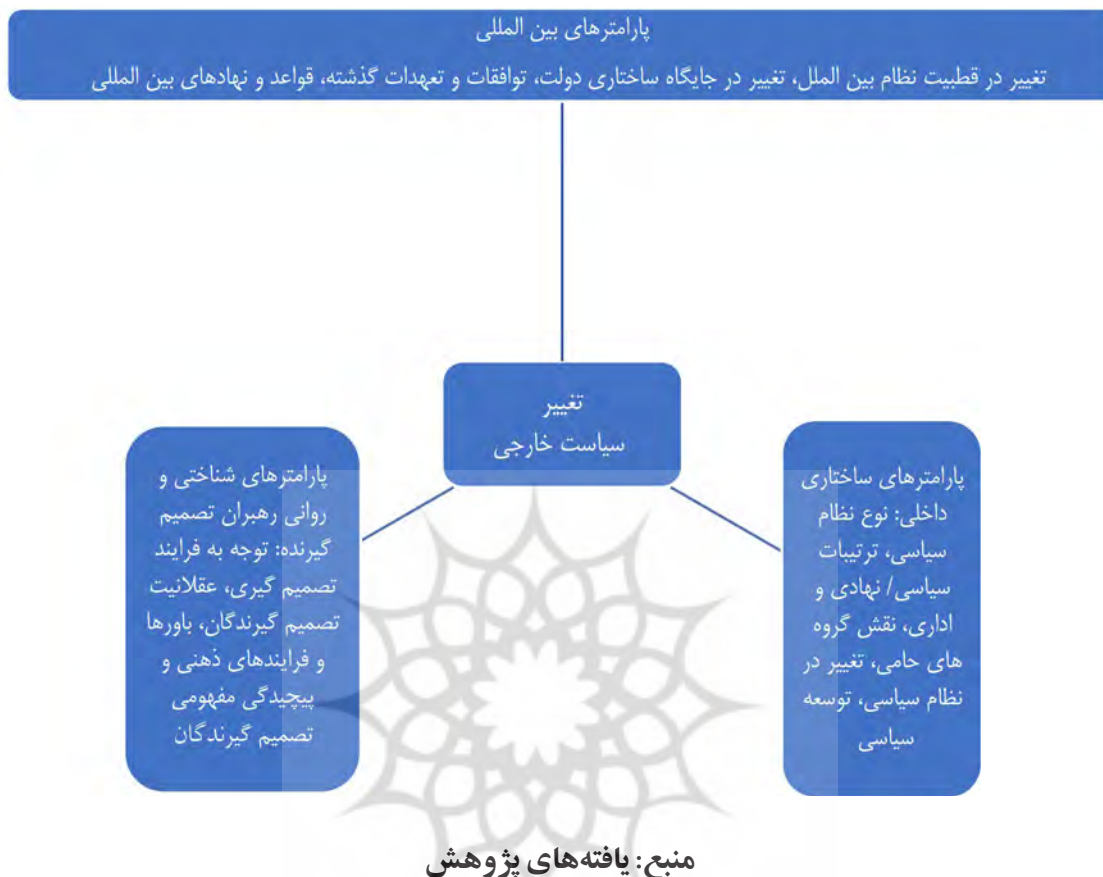 پارامترهای بین المللی
تغییر در قطبیت نظام بین الملل، تغییر در جایگاه ساختاری دولت، توافقات و تعهدات گذشته، قواعد و نهادهای بین المللی
تغییر
سیاست خارجی
پارامترهای ساختاری
داخلی: نوع نظام
سیاسی، ترتیبات
سیاسی/ نهادی و
اداری، نقش گروه
های حامی، تغییر در
نظام سیاسی، توسعه
سیاسی
پارامترهای شناختی و
روانی رهبران تصمیم
گیرنده: توجه به فرایند
تصمیم گیری، عقلانیت
تصمیم گیرندگان، باورها
و فرایندهای ذهنی و
پیچیدگی مفهومی
تصمیم گیرندگان
منبع: یافته‌های پژوهش